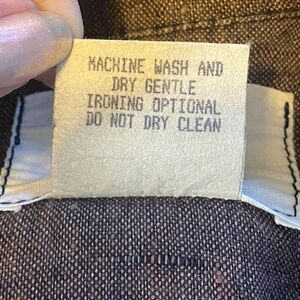 MACHINE WASH AND
DRY GENTLE
IRONING OPTIONAL
DO NOT DRY CLEAN